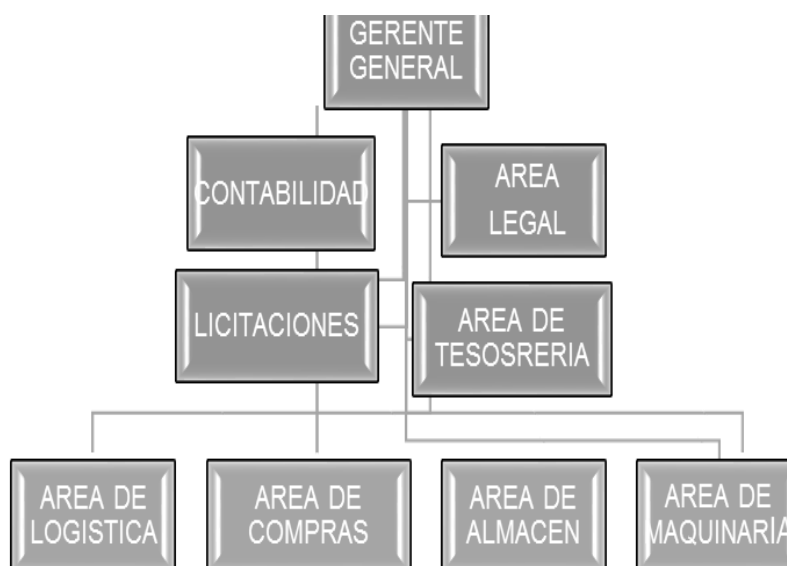 GERENTE
GENERAL
CONTABILIDAD
AREA
LEGAL
LICITACIONES
AREA DE
TESOSRERIA
AREA DE
LOGISTICA
AREA DE
COMPRAS
AREA DE
ALMACEN
AREA DE
MAQUINARIA